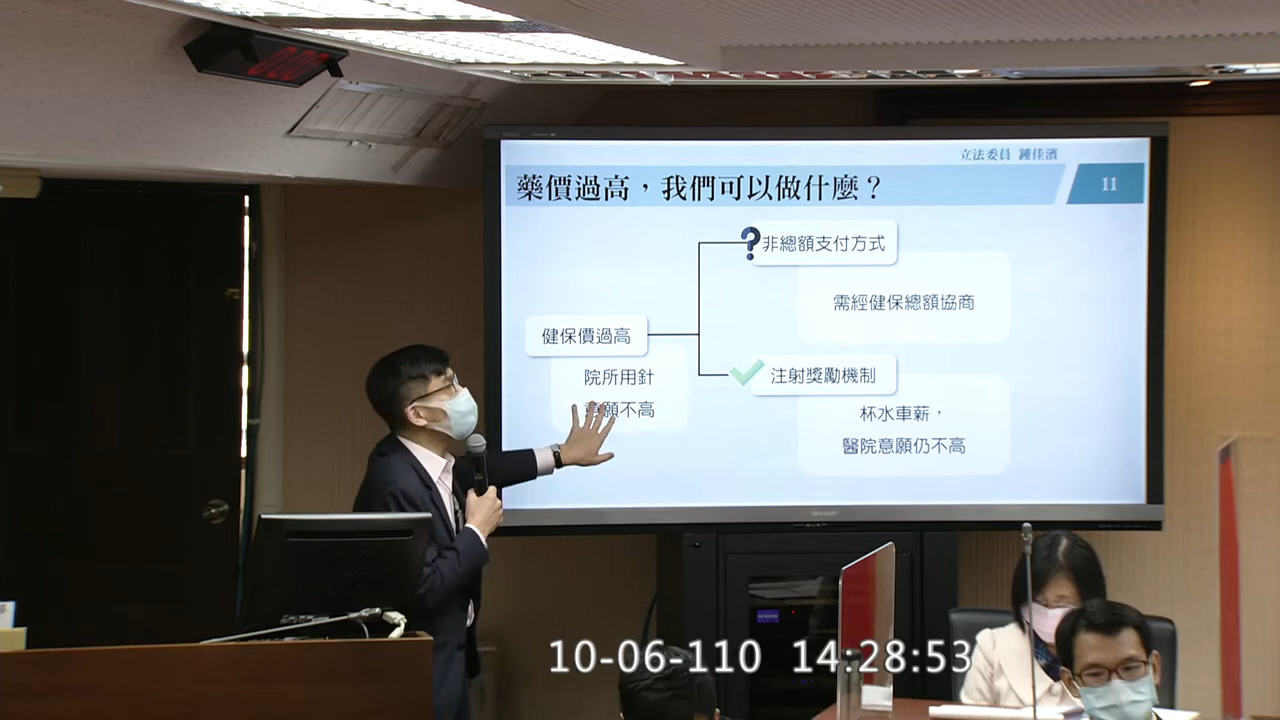 立法委員 鍾佳濱
藥價過高，我們可以做什麼？
11
?
非總額支付方式
需經健保總額協商
健保價過高
院所用針
意願不高
注射獎勵機制
杯水車薪，
醫院意願仍不高
SHARP
10-06-110 14:28:53